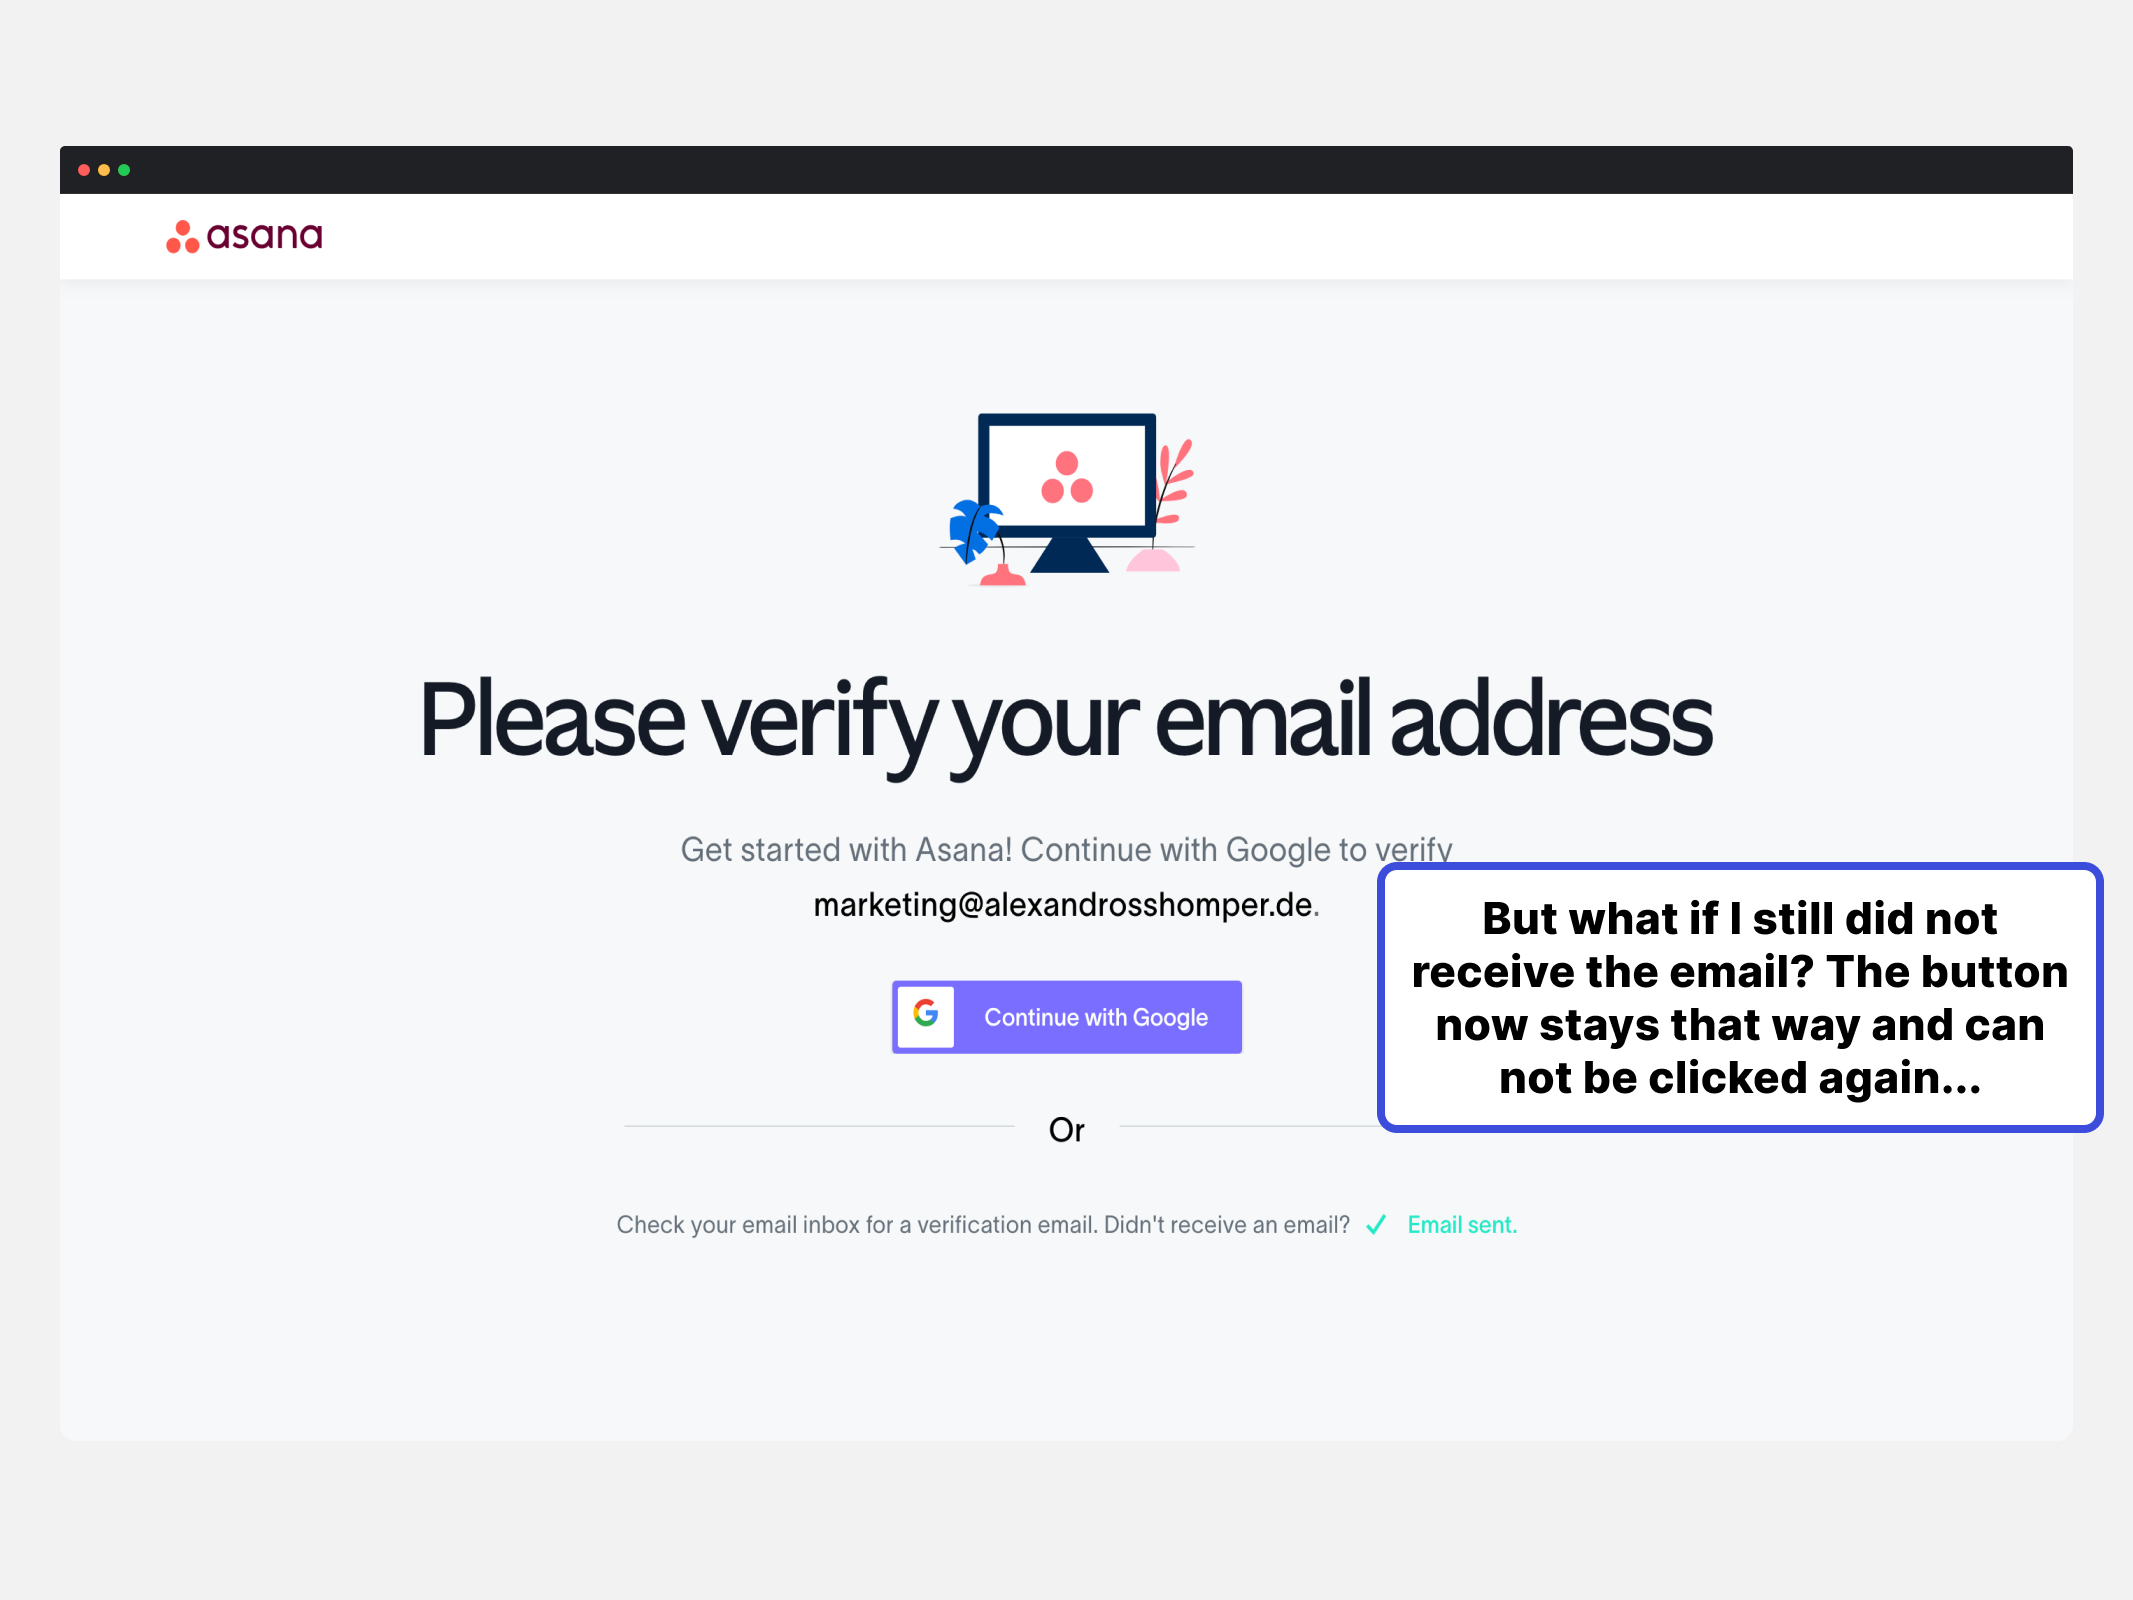 asana
Please verify your email address
Get started with Asana! Continue with Google to verify
marketing@alexandrosshomper.de.
But what if I still did not
receive the email? The button
now stays that way and can
not be clicked again...
Continue with Google
Or
Check your email inbox for a verification email. Didn't receive an email? ✓ Email sent.